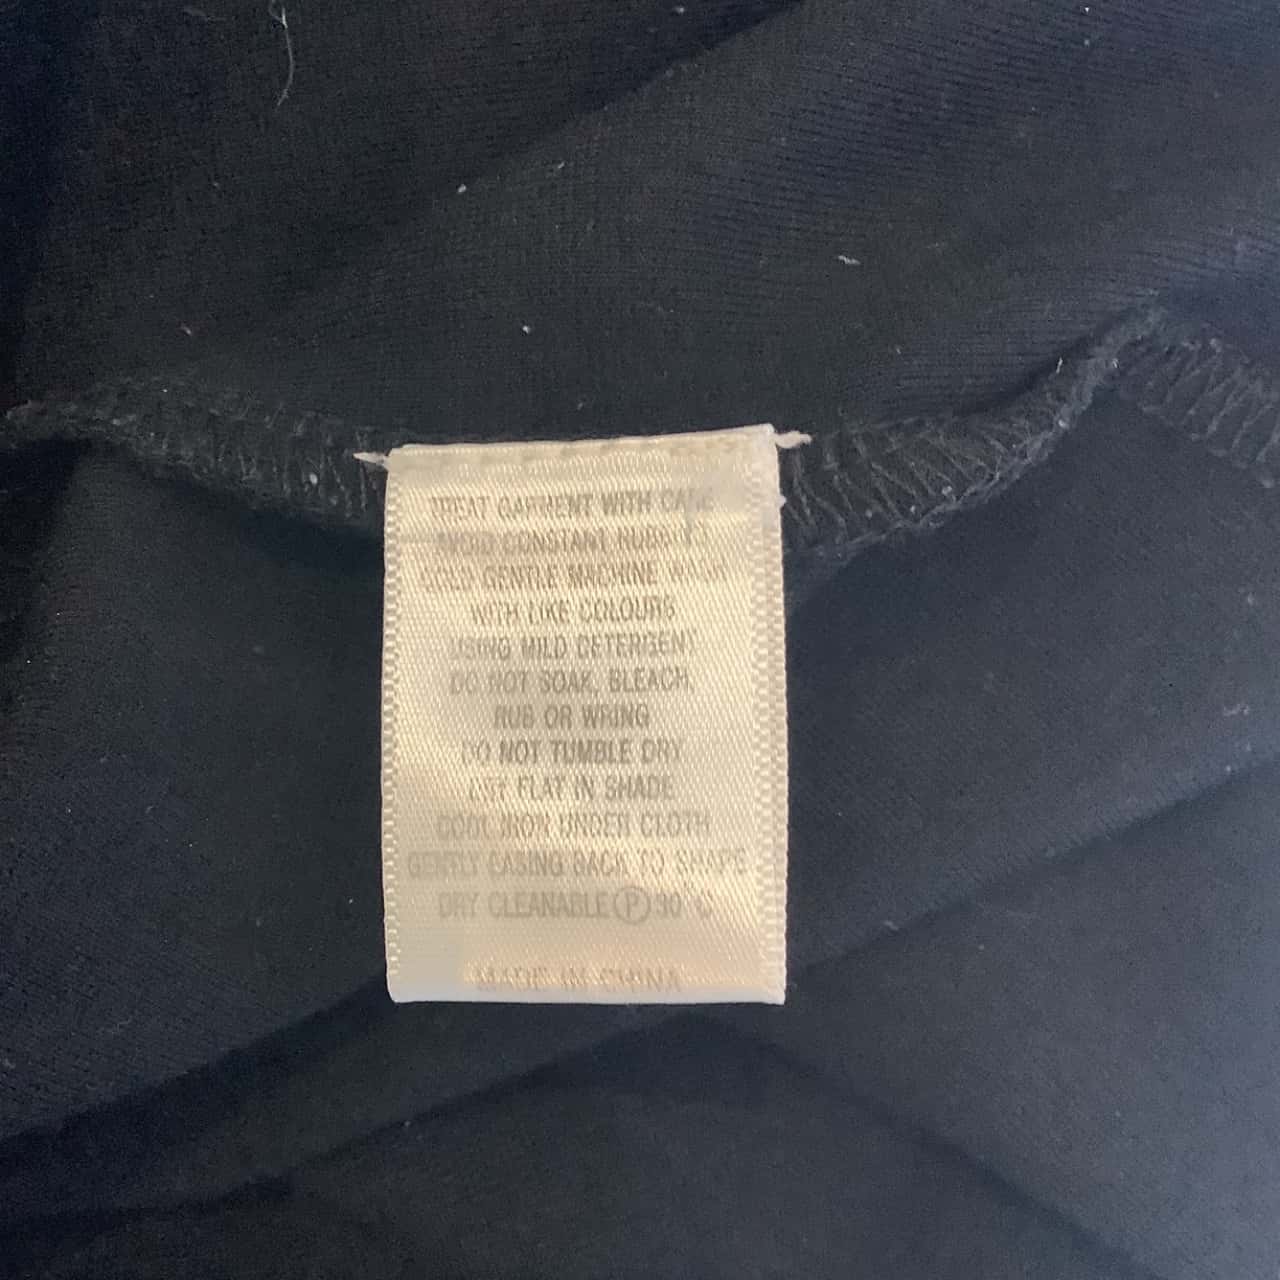 TREAT GARMENT WITH CARE
AVOID CONSTANT RUBBING
COLD GENTLE MACHINE WASH
WITH LIKE COLOURS
USING MILD DETERGENT
DO NOT SOAK, BLEACH,
RUB OR WRING
DO NOT TUMBLE DRY
DRY FLAT IN SHADE
COOL IRON UNDER CLOTH
GENTLY EASING BACK TO SHAPE
DRY CLEANABLE Ⓟ 30°C
MADE IN CHINA